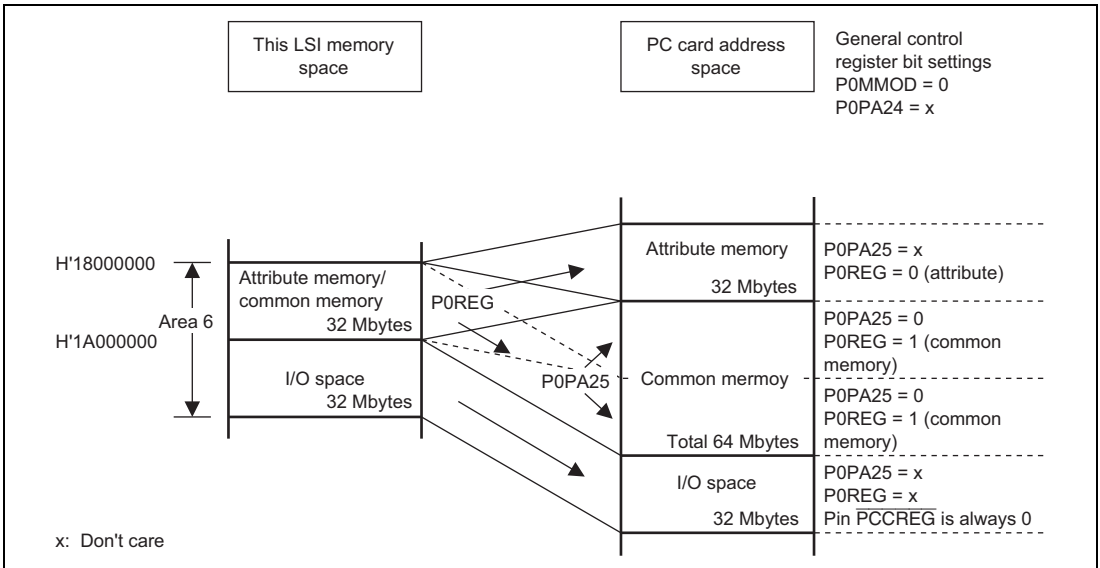 This LSI memory
space
PC card address
space
General control
register bit settings
P0MMOD = 0
P0PA24 = x
H'18000000
Area 6
H'1A000000
Attribute memory/
common memory
32 Mbytes
I/O space
32 Mbytes
P0REG
P0PA25
Attribute memory
32 Mbytes
Common mermoy
Total 64 Mbytes
I/O space
32 Mbytes
P0PA25 = x
P0REG = 0 (attribute)
P0PA25 = 0
P0REG = 1 (common
memory)
P0PA25 = 0
P0REG = 1 (common
memory)
P0PA25 = x
P0REG = x
Pin PCCREG is always 0
x: Don't care